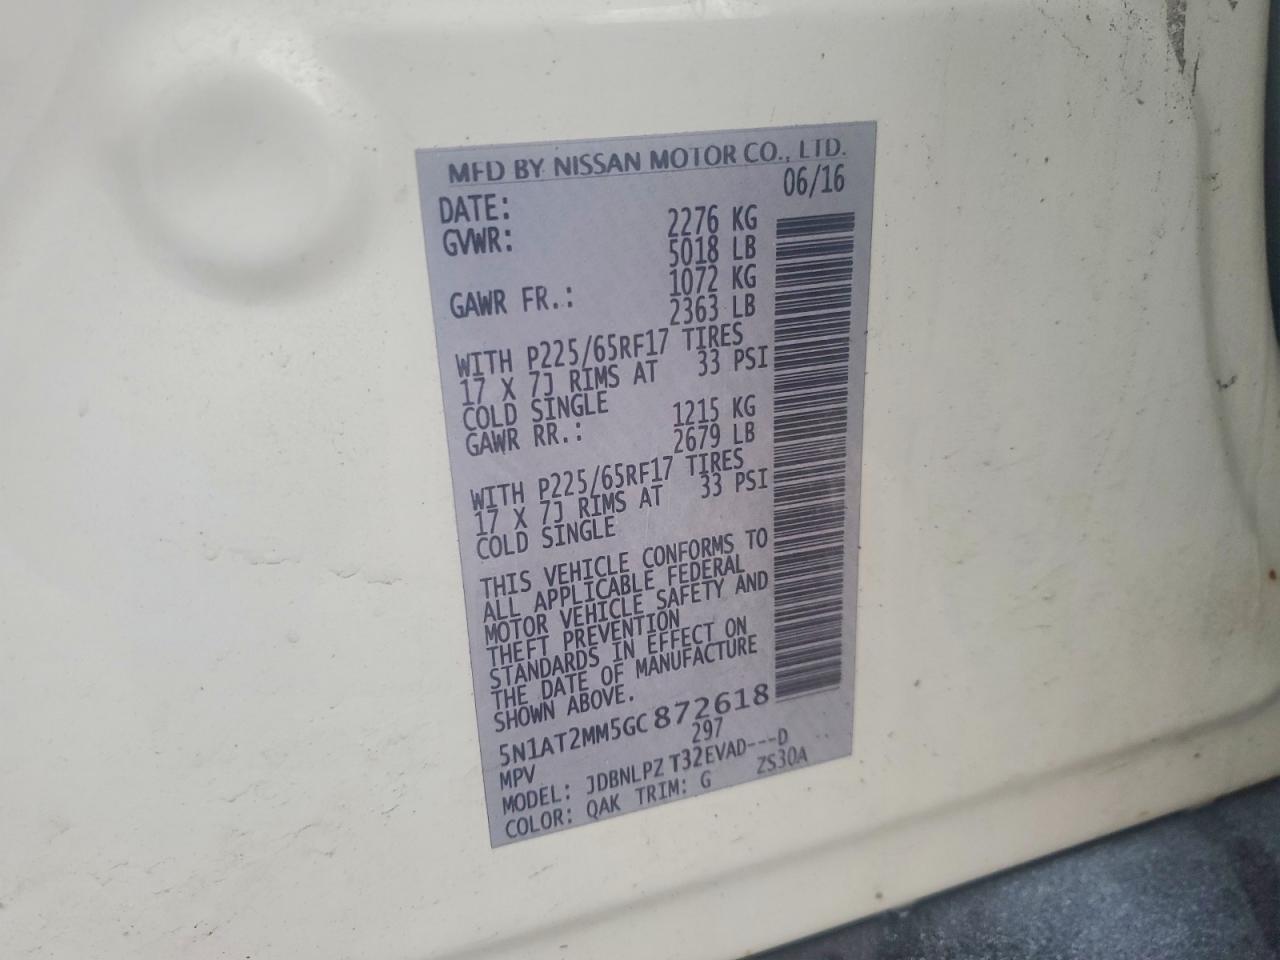 MFD BY NISSAN MOTOR CO., LTD.
DATE: 06/16
GVWR: 2276 KG
5018 LB
GAWR FR.: 1072 KG
2363 LB
WITH P225/65RF17 TIRES
17 X 7J RIMS AT 33 PSI
COLD SINGLE
GAWR RR.: 1215 KG
2679 LB
WITH P225/65RF17 TIRES
17 X 7J RIMS AT 33 PSI
COLD SINGLE
THIS VEHICLE CONFORMS TO
ALL APPLICABLE FEDERAL
MOTOR VEHICLE SAFETY AND
THEFT PREVENTION
STANDARDS IN EFFECT ON
THE DATE OF MANUFACTURE
SHOWN ABOVE.
5N1AT2MM5GC872618
MPV 297
MODEL: JDBNLPZ T32EVAD---D
COLOR: QAK TRIM: G ZS30A